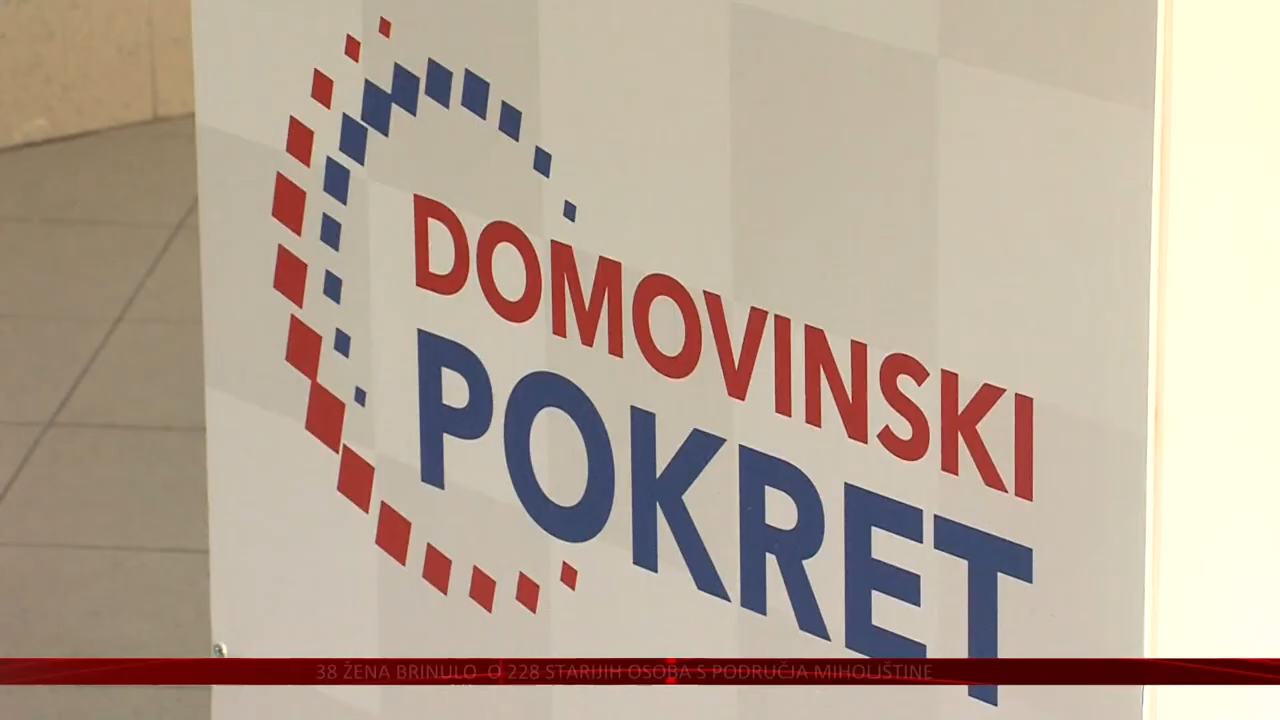 DOMOVINSKI
POKRET
38 ŽENA BRINULO O 228 STARIJIH OSOBA S PODRUČJA MIHOLJŠTINE